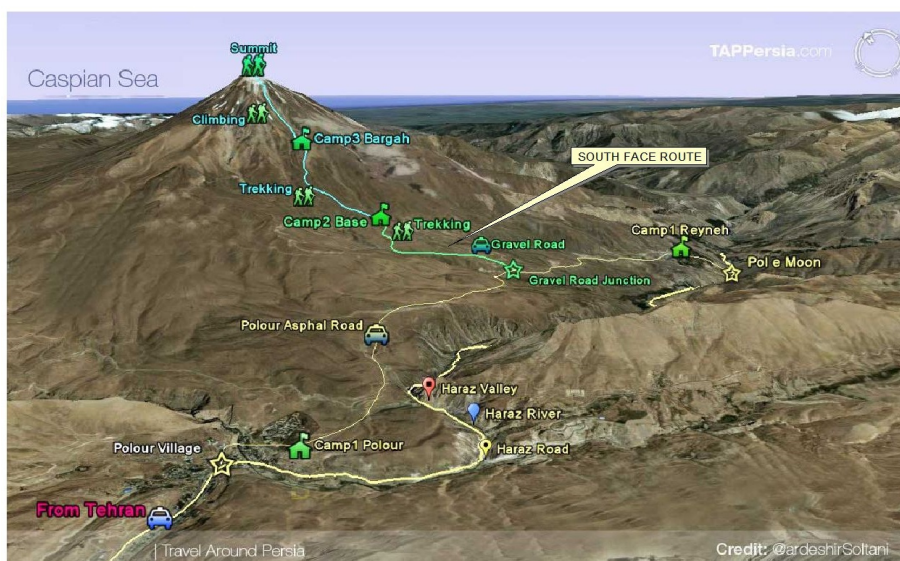 Summit
TAPPersia.com
Caspian Sea
Climbing
Camp3 Bargah
SOUTH FACE ROUTE
Trekking
Camp2 Base
Trekking
Camp1 Reyneh
Gravel Road
Pol e Moon
Gravel Road Junction
Polour Asphal Road
Haraz Valley
Haraz River
Polour Village
Camp1 Polour
Haraz Road
From Tehran
| Travel Around Persia
Credit: @ardeshirSoltani